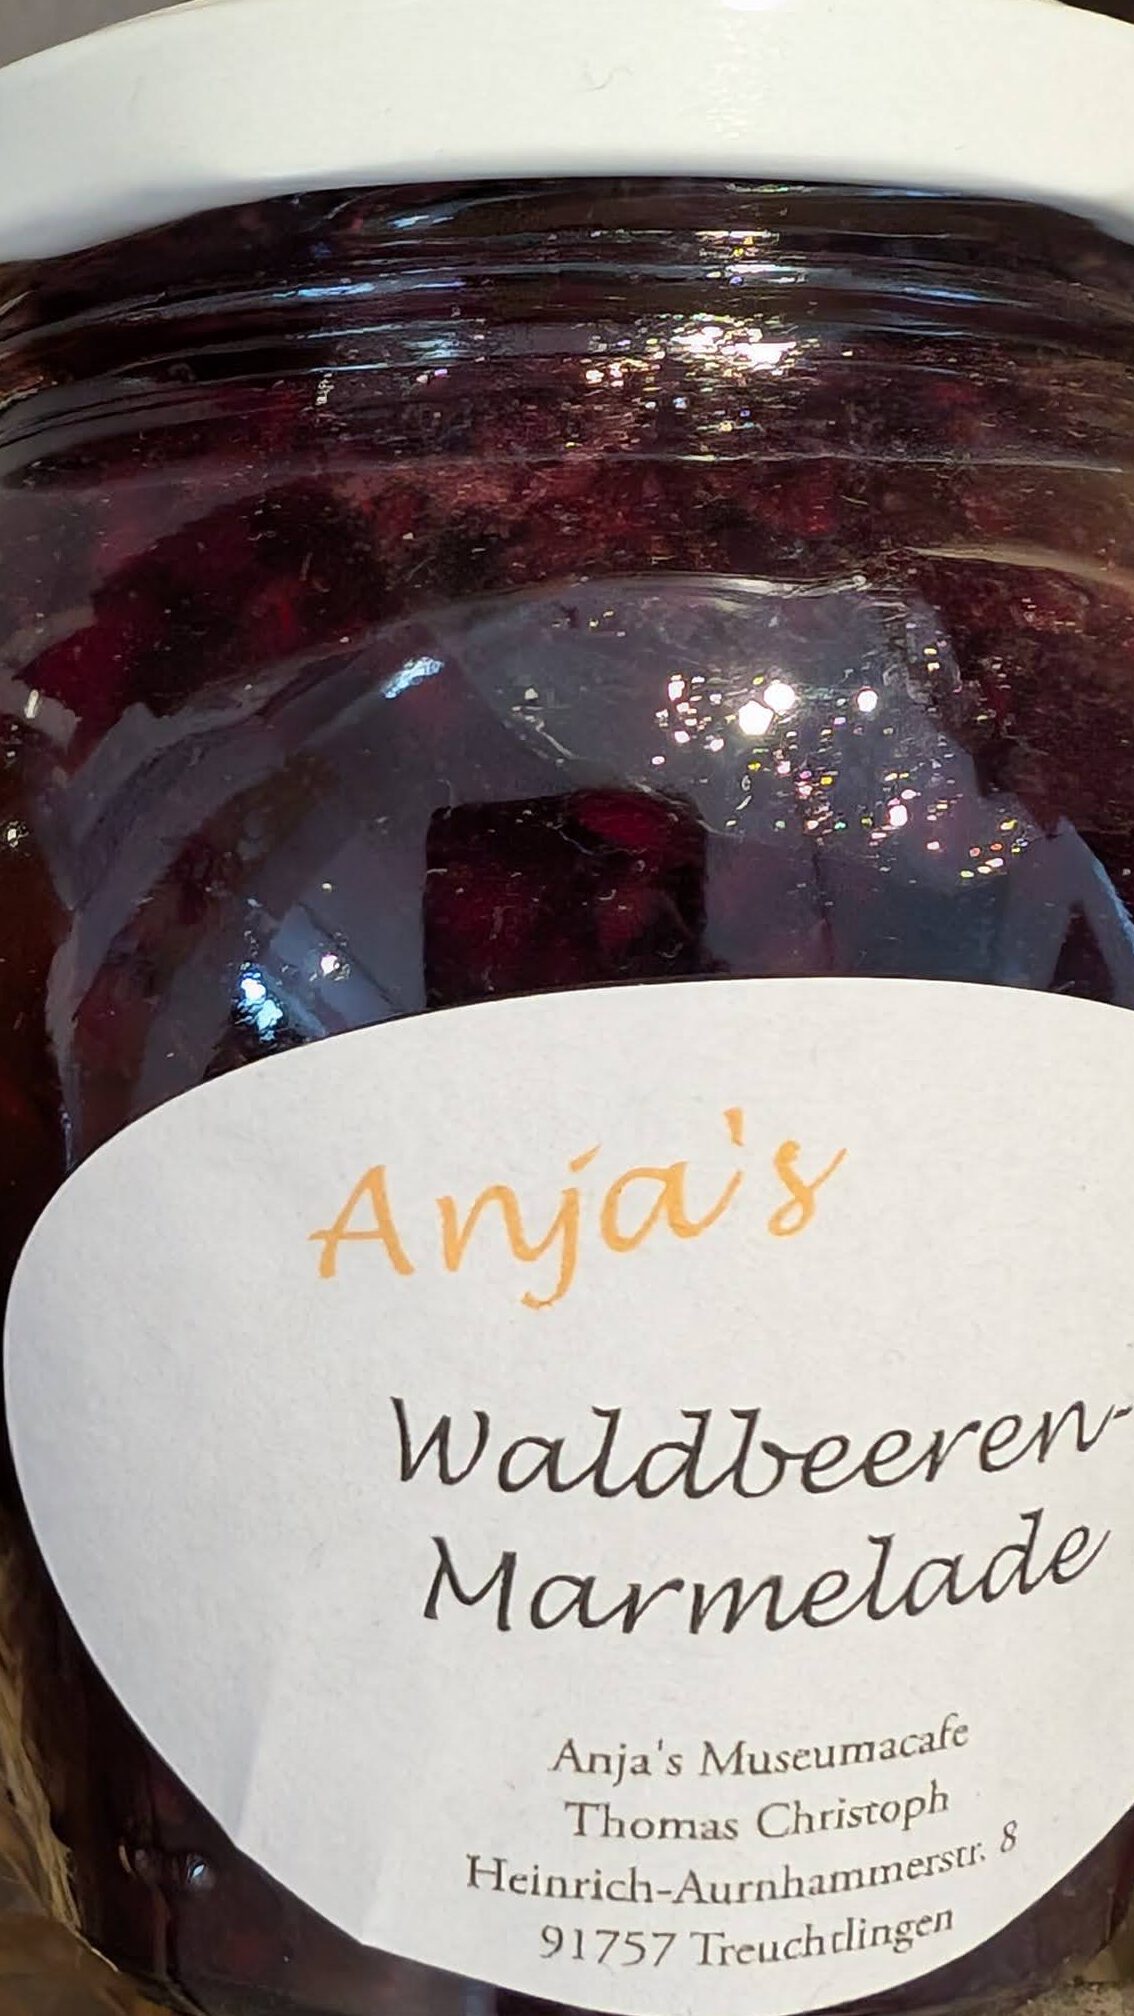 Anja's
Waldbeeren-
Marmelade
Anja's Museumacafe
Thomas Christoph
Heinrich-Aurnhammerstr. 8
91757 Treuchtlingen